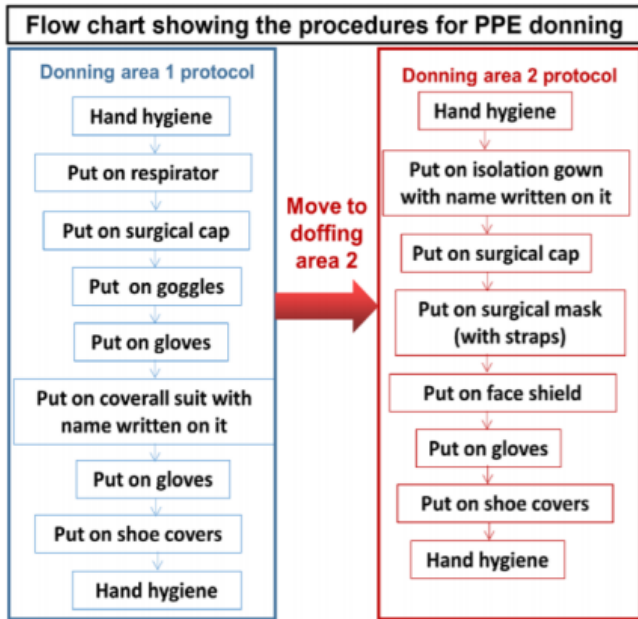 Flow chart showing the procedures for PPE donning
Donning area 1 protocol
Hand hygiene
Put on respirator
Put on surgical cap
Put on goggles
Put on gloves
Put on coverall suit with
name written on it
Put on gloves
Put on shoe covers
Hand hygiene
Move to
doffing
area 2
Donning area 2 protocol
Hand hygiene
Put on isolation gown
with name written on it
Put on surgical cap
Put on surgical mask
(with straps)
Put on face shield
Put on gloves
Put on shoe covers
Hand hygiene